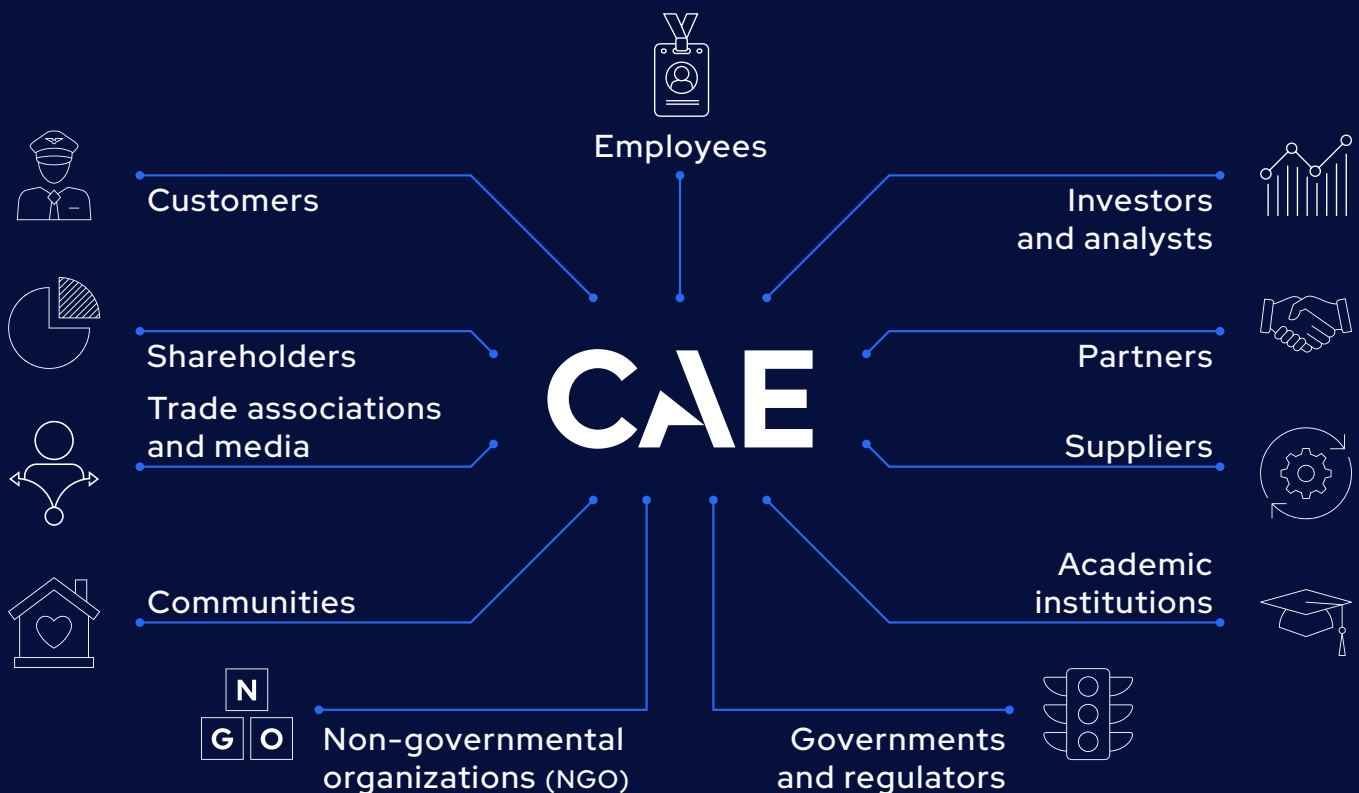 Employees
Customers
Investors
and analysts
Shareholders
CAE
Partners
Trade associations
and media
Suppliers
Communities
Academic
institutions
N
G O
Non-governmental
organizations (NGO)
Governments
and regulators